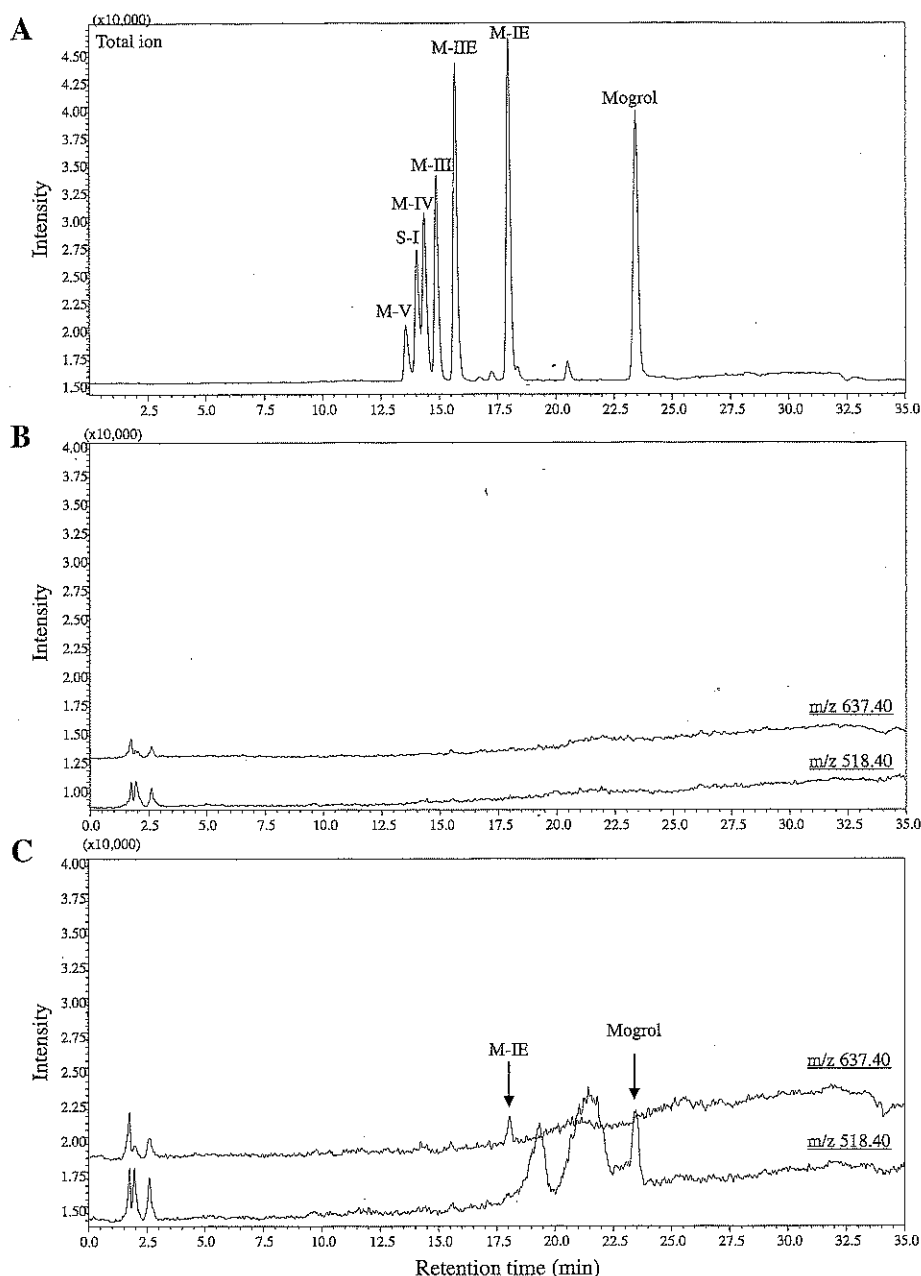 A
(x10,000)
Total ion
M-V
S-I
M-IV
M-III
M-IIE
M-IE
Mogrol
Intensity
4.50
4.25
4.00
3.75
3.50
3.25
3.00
2.75
2.50
2.25
2.00
1.75
1.50
2.5 5.0 7.5 10.0 12.5 15.0 17.5 20.0 22.5 25.0 27.5 30.0 32.5 35.0
B
(x10,000)
4.00
3.75
3.50
3.25
3.00
2.75
2.50
2.25
2.00
1.75
1.50
1.25
1.00
Intensity
m/z 637.40
m/z 518.40
0.0 2.5 5.0 7.5 10.0 12.5 15.0 17.5 20.0 22.5 25.0 27.5 30.0 32.5 35.0
C
(x10,000)
4.00
3.75
3.50
3.25
3.00
2.75
2.50
2.25
2.00
1.75
1.50
Intensity
M-IE
Mogrol
m/z 637.40
m/z 518.40
0.0 2.5 5.0 7.5 10.0 12.5 15.0 17.5 20.0 22.5 25.0 27.5 30.0 32.5 35.0
Retention time (min)